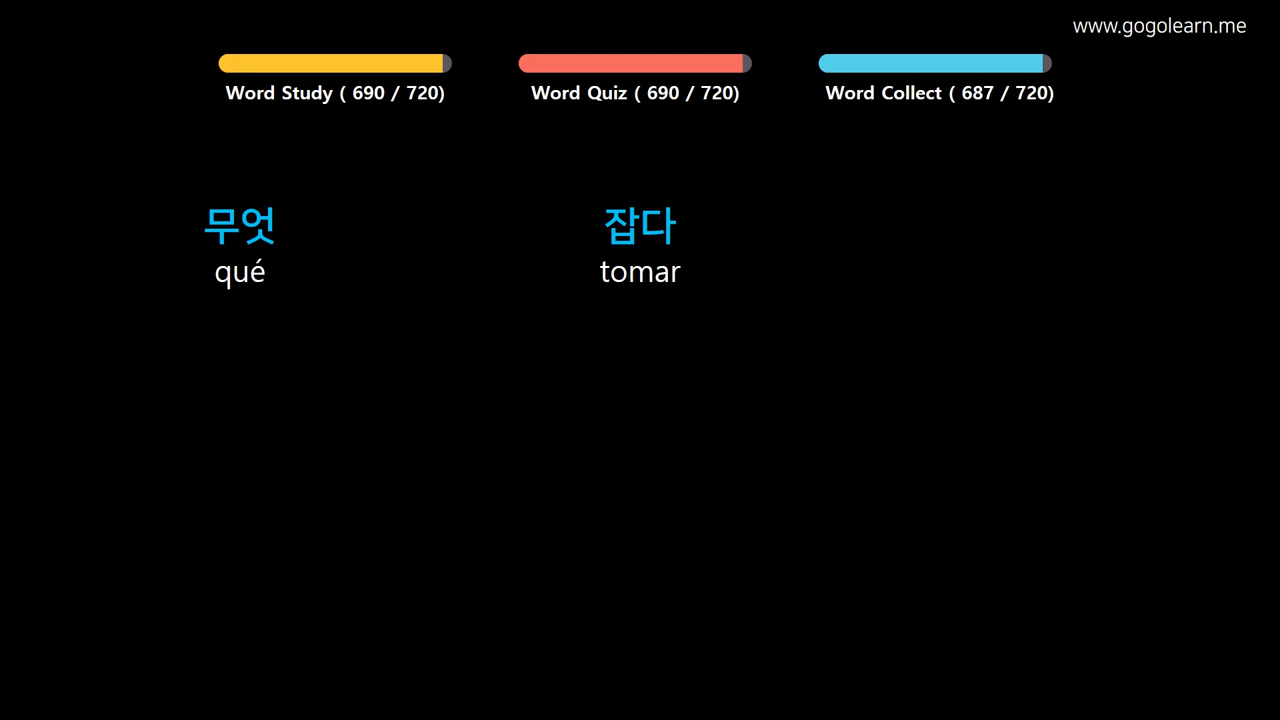 www.gogolearn.me
Word Study ( 690 / 720)
Word Quiz ( 690 / 720)
Word Collect ( 687 / 720)
무엇
qué
잡다
tomar